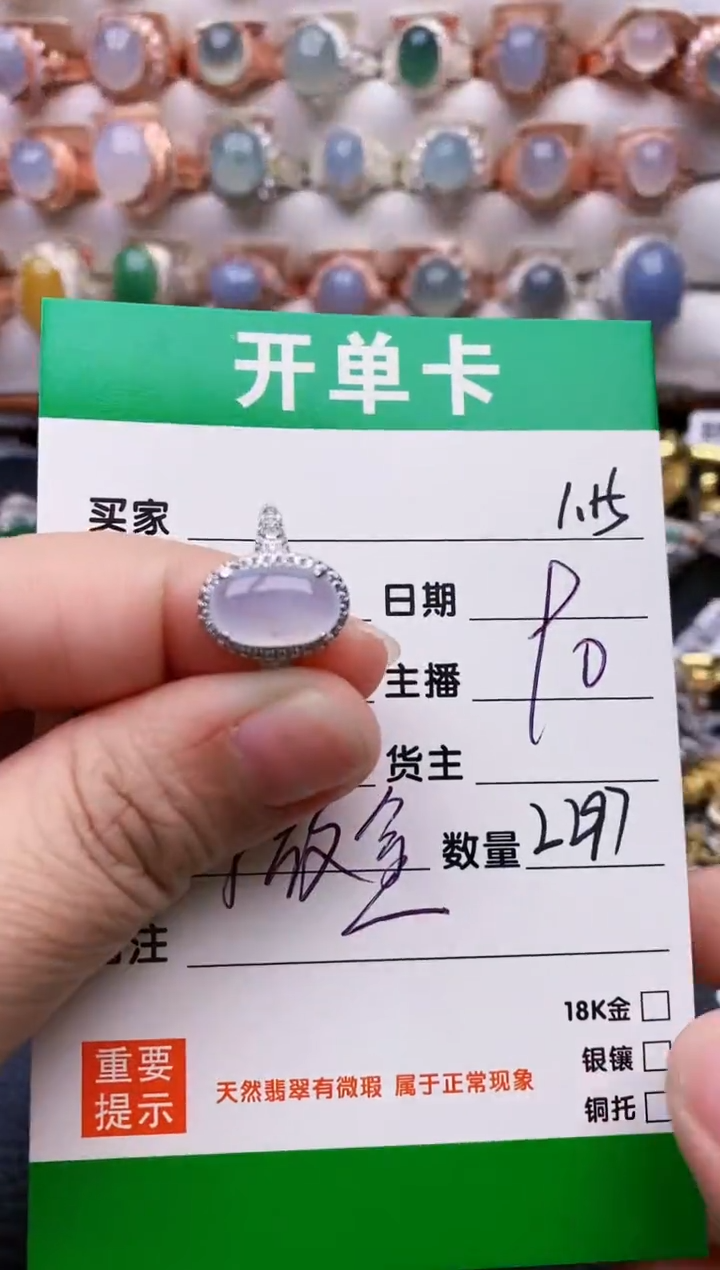 开单卡
买家
日期
主播
货主
金 数量 2297
注
18K金
重要 银镶
提示 天然翡翠有微瑕 属于正常现象
铜托